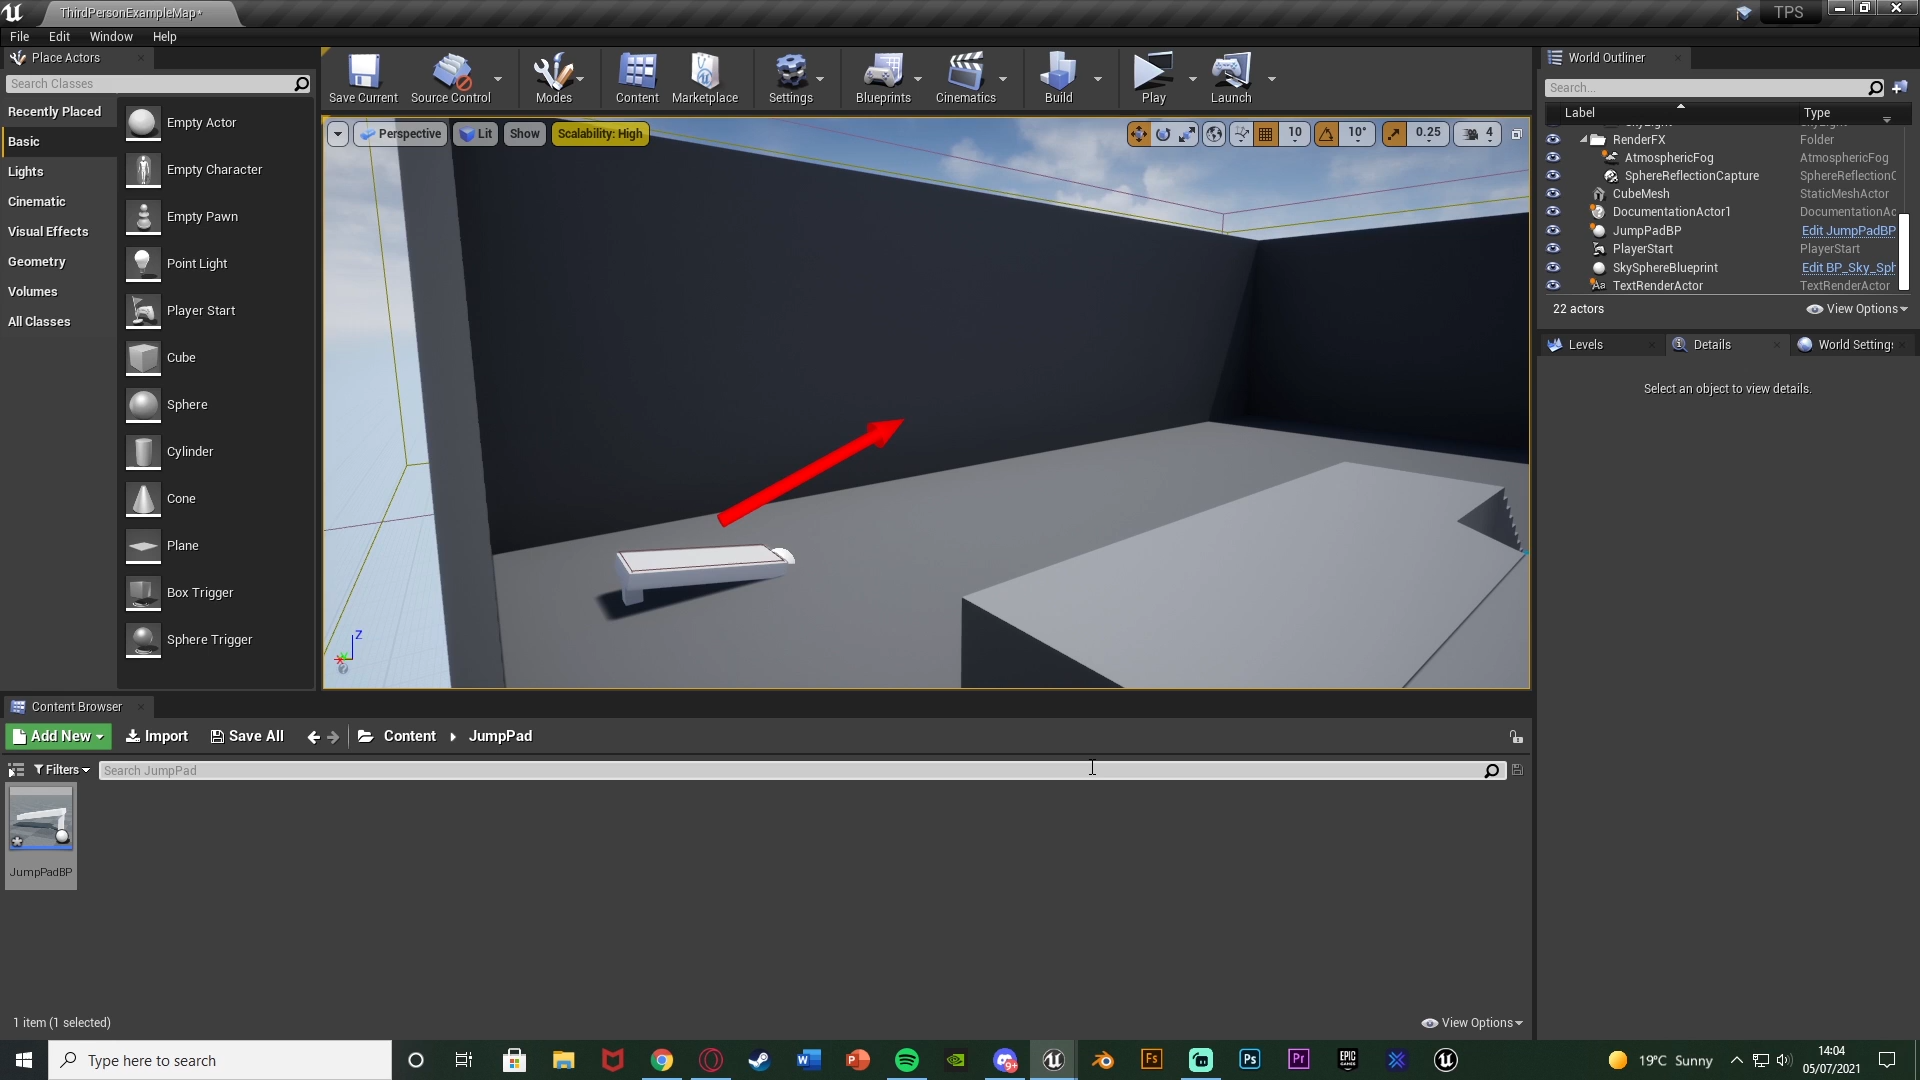 ThirdPersonExampleMap*
TPS
File Edit Window Help
Place Actors
Search Classes
Recently Placed
Basic
Lights
Cinematic
Visual Effects
Geometry
Volumes
All Classes
Empty Actor
Empty Character
Empty Pawn
Point Light
Player Start
Cube
Sphere
Cylinder
Cone
Plane
Box Trigger
Sphere Trigger
Save Current Source Control Modes Content Marketplace Settings Blueprints Cinematics Build Play Launch
Perspective Lit Show Scalability: High 10 10° 0.25 4
Z
World Outliner
Search...
Label Type
RenderFX Folder
AtmosphericFog AtmosphericFog
SphereReflectionCapture SphereReflectionC
CubeMesh StaticMeshActor
DocumentationActor1 DocumentationAc
JumpPadBP Edit JumpPadBP
PlayerStart PlayerStart
SkySphereBlueprint Edit BP_Sky_Sph
TextRenderActor TextRenderActor
22 actors View Options
Levels Details World Settings
Select an object to view details.
Content Browser
Add New Import Save All Content JumpPad
Filters Search JumpPad
JumpPadBP
1 item (1 selected) View Options
Type here to search
19°C Sunny
14:04
05/07/2021